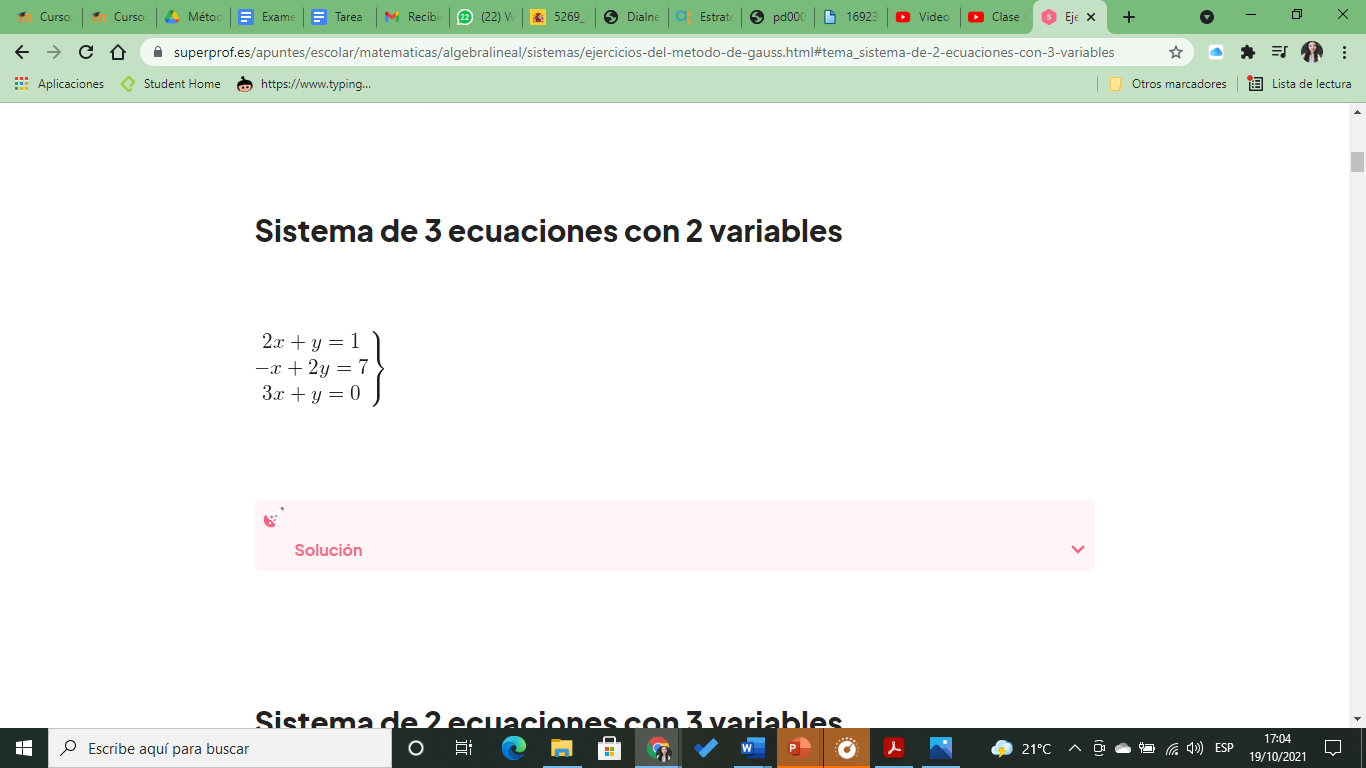 Curso
Curso
Métoc
Exame
Tarea
Recibi
(22) W
5269_
Dialne
Estrate
pd000
16923
Video
Clase
Eje
superprof.es/apuntes/escolar/matematicas/algebralineal/sistemas/ejercicios-del-metodo-de-gauss.html#tema_sistema-de-2-ecuaciones-con-3-variables
Aplicaciones
Student Home
https://www.typing...
Otros marcadores
Lista de lectura
Sistema de 3 ecuaciones con 2 variables
2x + y = 1
−x + 2y = 7
3x + y = 0
Solución
Sistema de 2 ecuaciones con 3 variables
Escribe aquí para buscar
21°C
ESP
17:04
19/10/2021